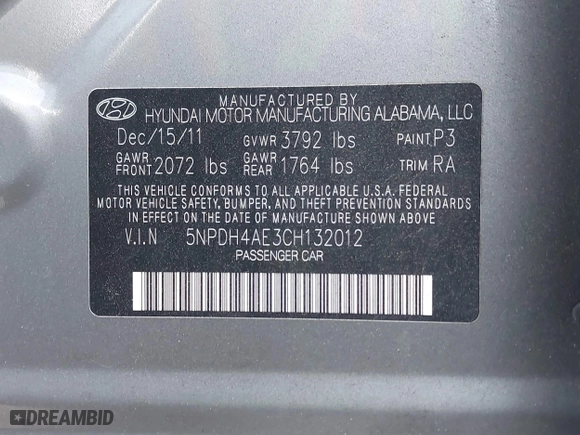 MANUFACTURED BY
HYUNDAI MOTOR MANUFACTURING ALABAMA, LLC
Dec/15/11 GVWR 3792 lbs PAINT P3
GAWR FRONT 2072 lbs GAWR REAR 1764 lbs TRIM RA
THIS VEHICLE CONFORMS TO ALL APPLICABLE U.S.A. FEDERAL
MOTOR VEHICLE SAFETY, BUMPER, AND THEFT PREVENTION STANDARDS
IN EFFECT ON THE DATE OF MANUFACTURE SHOWN ABOVE.
V.I.N 5NPDH4AE3CH132012
PASSENGER CAR
DREAMBID